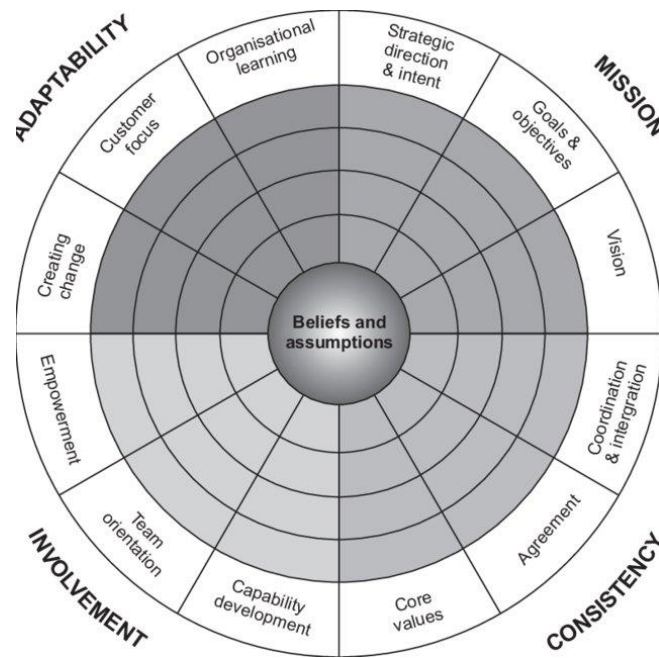 ADAPTABILITY
MISSION
Organisational
learning
Strategic
direction
& intent
Customer
focus
Goals &
objectives
Creating
change
Vision
Beliefs and
assumptions
Empowerment
Coordination
& intergration
Team
orientation
Agreement
Capability
development
Core
values
INVOLVEMENT
CONSISTENCY